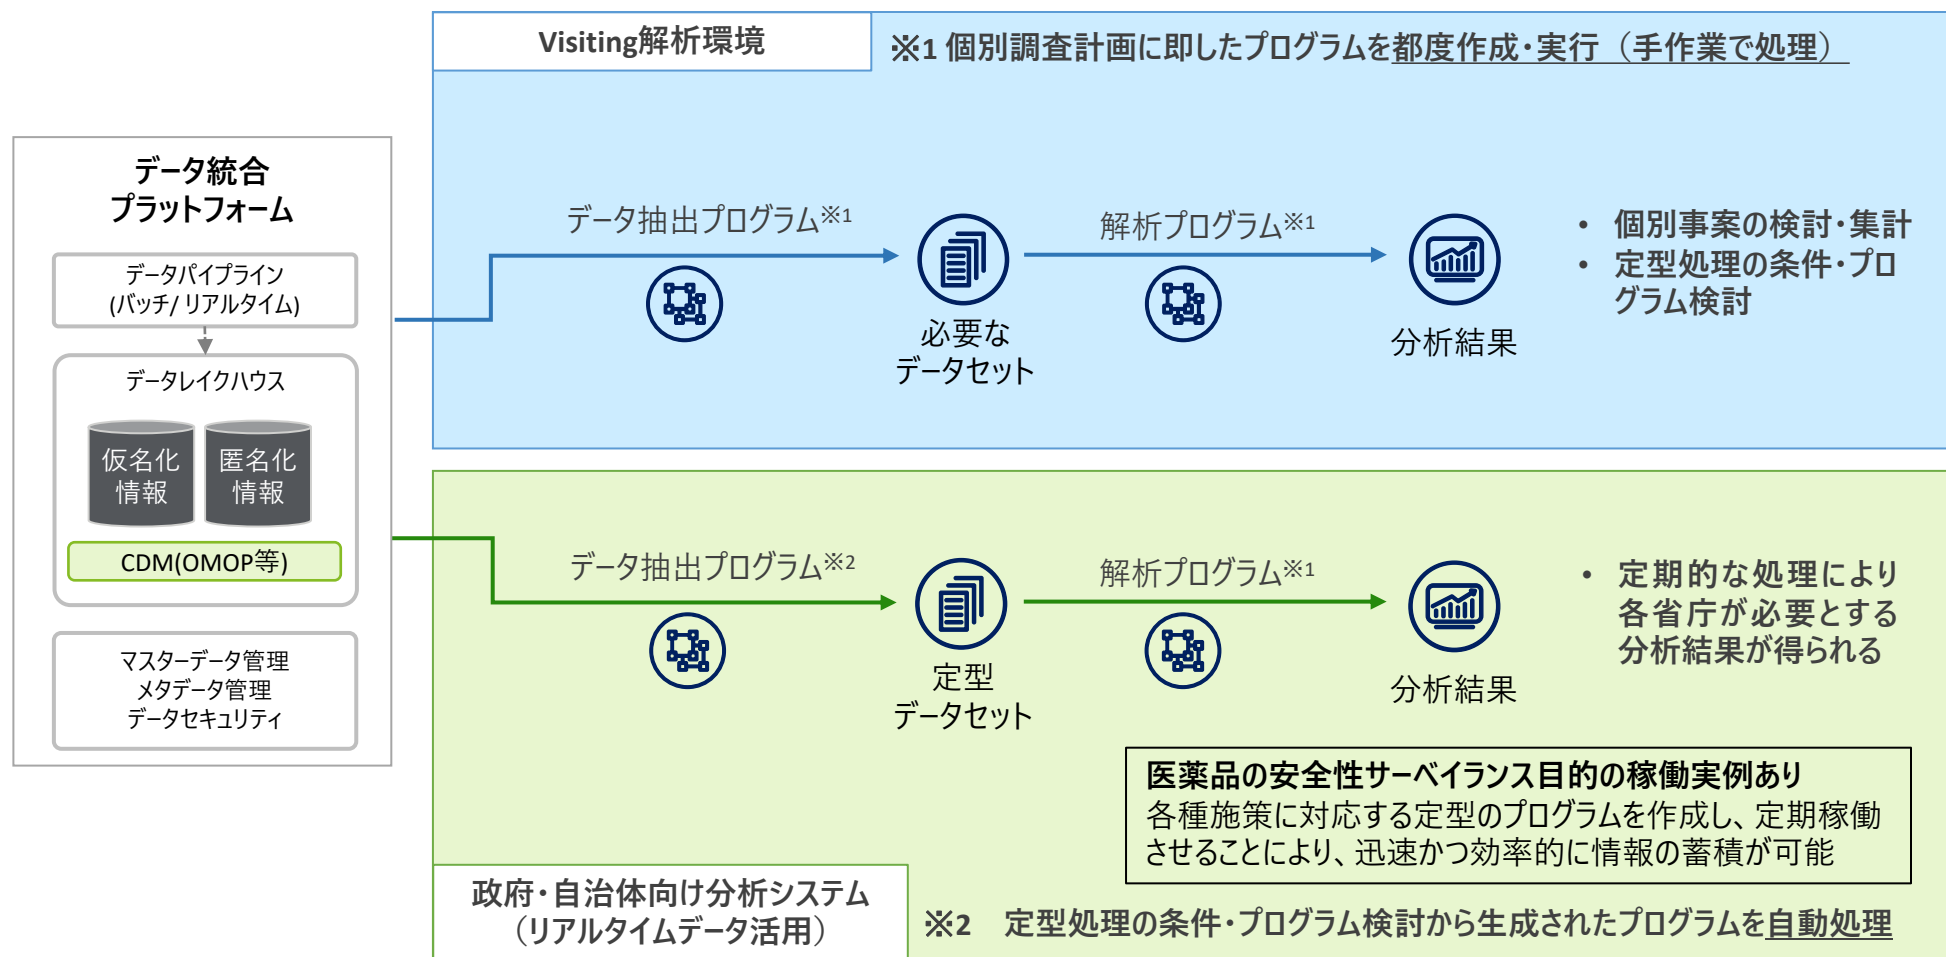 データ統合
プラットフォーム
データパイプライン
(バッチ/ リアルタイム)
データレイクハウス
仮名化
情報
匿名化
情報
CDM(OMOP等)
マスターデータ管理
メタデータ管理
データセキュリティ
Visiting解析環境
※1 個別調査計画に即したプログラムを都度作成・実行（手作業で処理）
データ抽出プログラム※1
必要な
データセット
解析プログラム※1
分析結果
• 個別事案の検討・集計
• 定型処理の条件・プロ
グラム検討
データ抽出プログラム※2
定型
データセット
解析プログラム※1
分析結果
• 定期的な処理により
各省庁が必要とする
分析結果が得られる
医薬品の安全性サーベイランス目的の稼働実例あり
各種施策に対応する定型のプログラムを作成し、定期稼働
させることにより、迅速かつ効率的に情報の蓄積が可能
政府・自治体向け分析システム
（リアルタイムデータ活用）
※2 定型処理の条件・プログラム検討から生成されたプログラムを自動処理